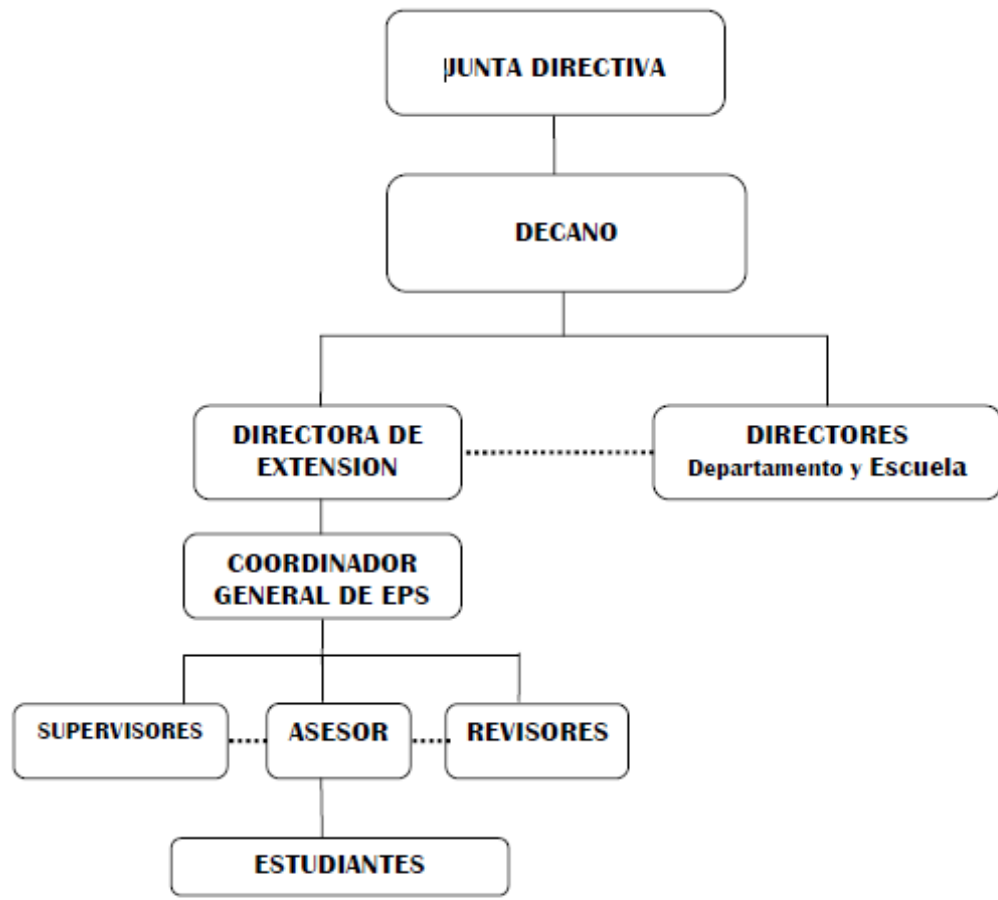 JUNTA DIRECTIVA
DECANO
DIRECTORA DE
EXTENSION
DIRECTORES
Departamento y Escuela
COORDINADOR
GENERAL DE EPS
SUPERVISORES
ASESOR
REVISORES
ESTUDIANTES